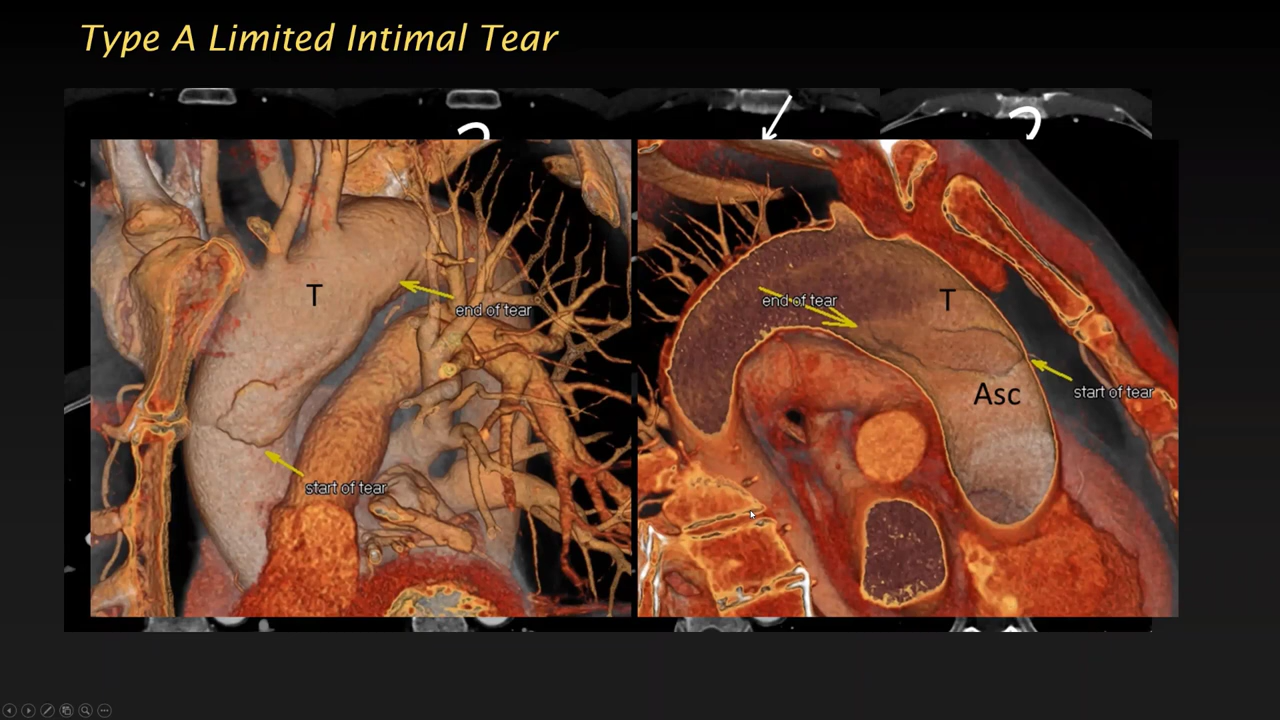 Type A Limited Intimal Tear
T
end of tear
start of tear
end of tear
T
start of tear
Asc